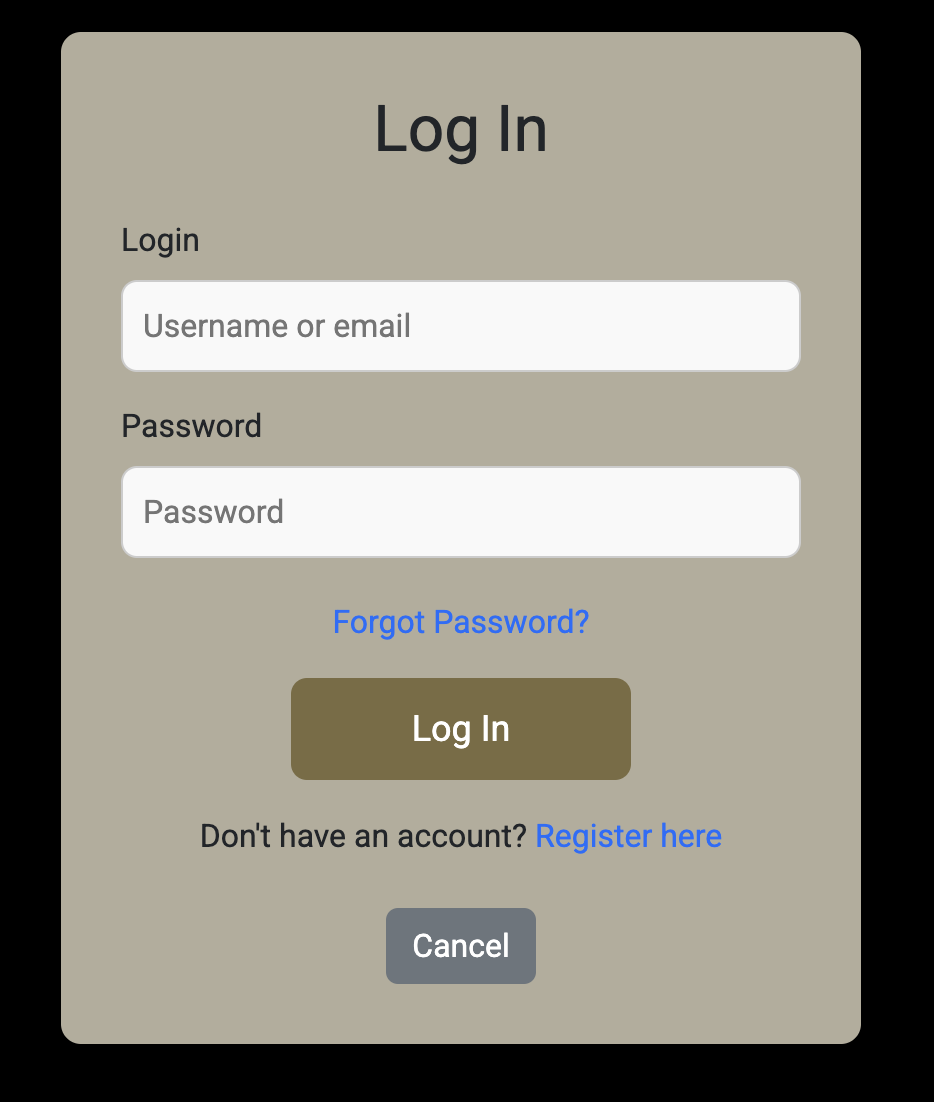 Log In
Login
Username or email
Password
Password
Forgot Password?
Log In
Don't have an account? Register here
Cancel